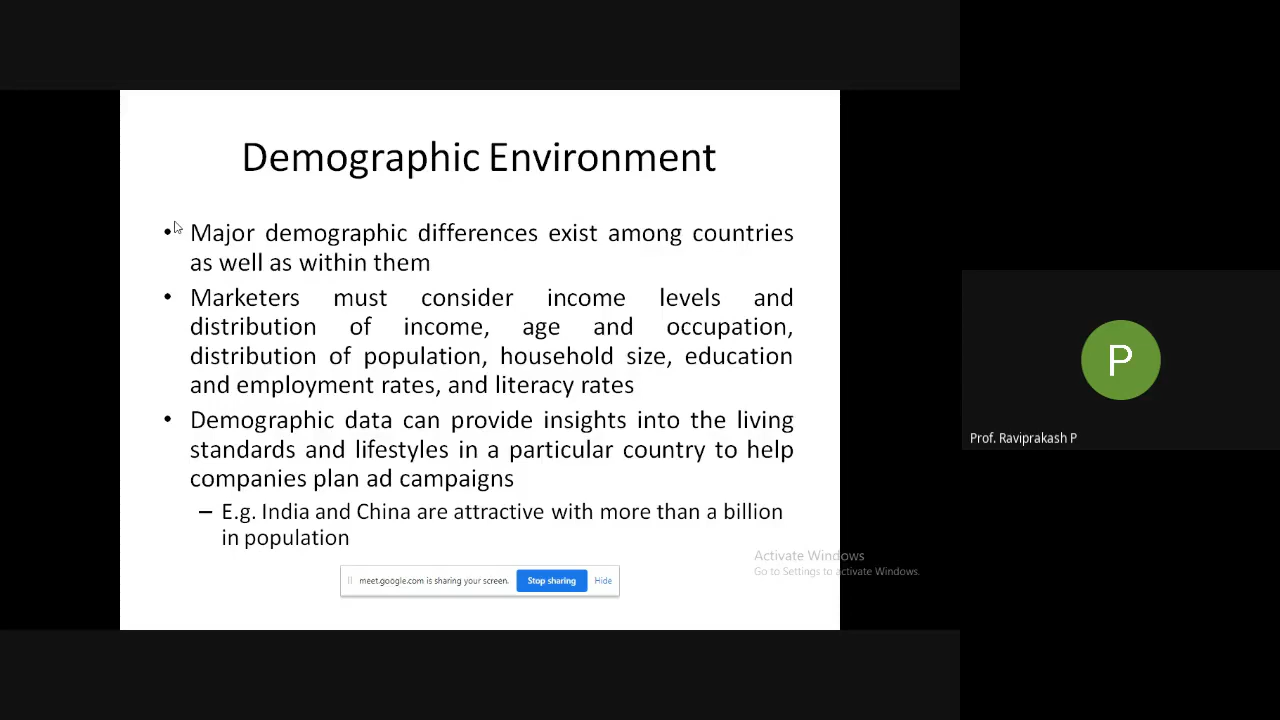 Demographic Environment
• Major demographic differences exist among countries
as well as within them
• Marketers must consider income levels and
distribution of income, age and occupation,
distribution of population, household size, education
and employment rates, and literacy rates
• Demographic data can provide insights into the living
standards and lifestyles in a particular country to help
companies plan ad campaigns
– E.g. India and China are attractive with more than a billion
in population
Activate Windows
Go to Settings to activate Windows.
meet.google.com is sharing your screen. Stop sharing Hide
P
Prof. Raviprakash P